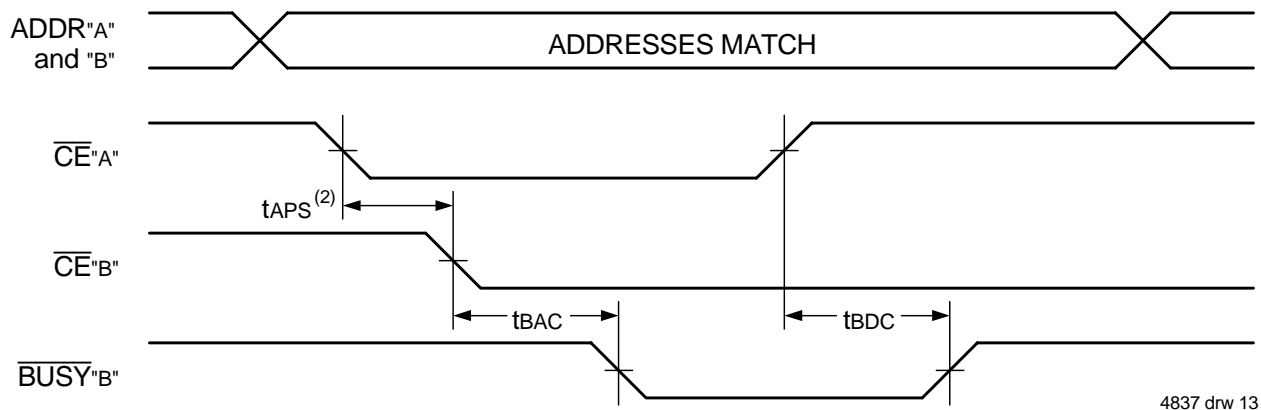 ADDR"A"
and "B"
ADDRESSES MATCH
CE"A"
tAPS(2)
CE"B"
tBAC
tBDC
BUSY"B"
4837 drw 13